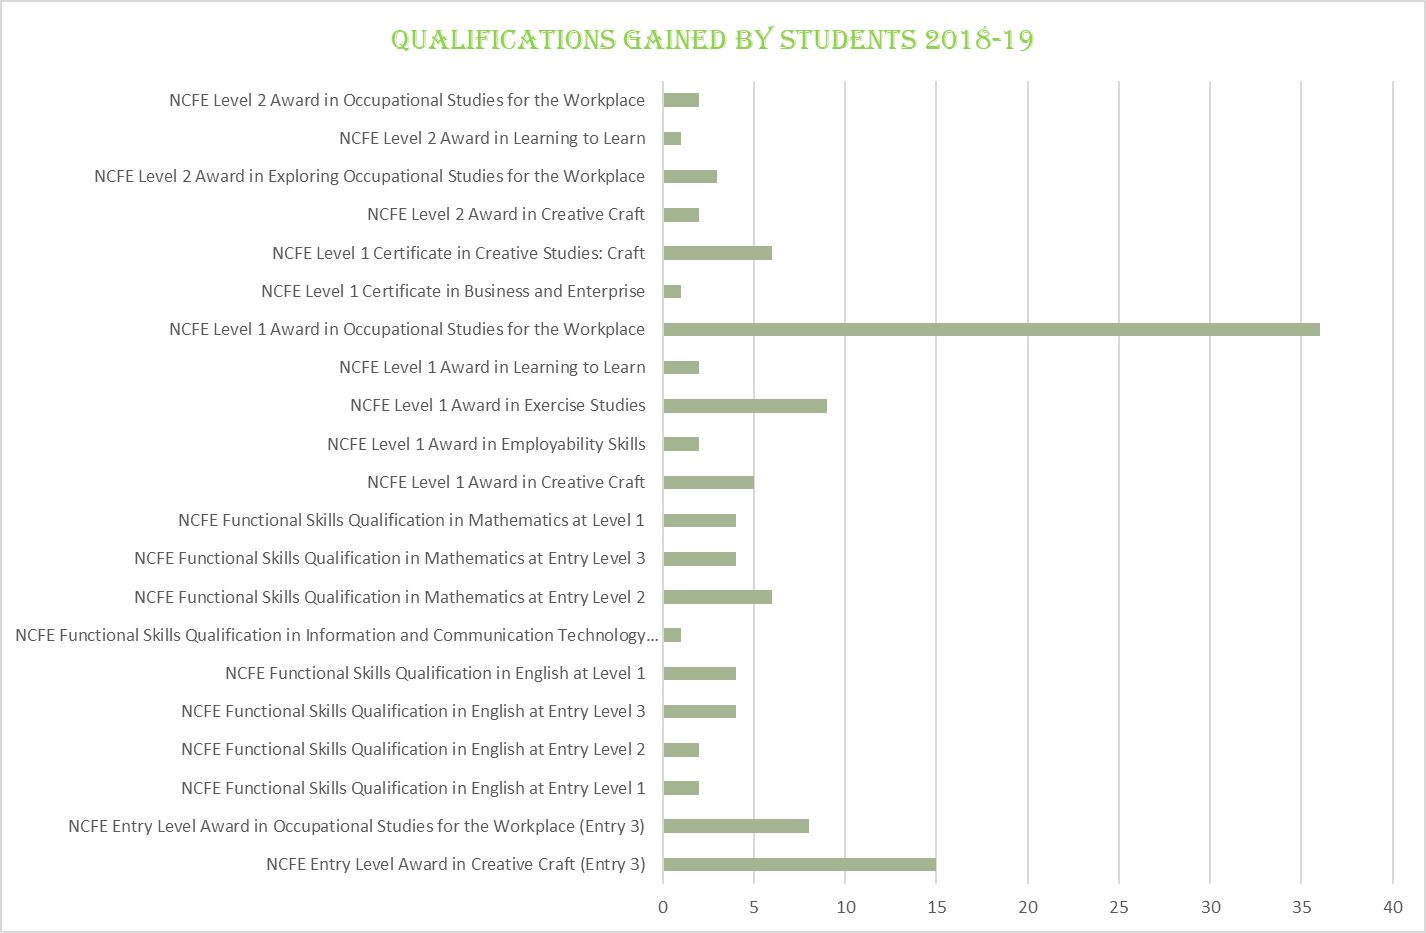 QUALIFICATIONS GAINED BY STUDENTS 2018-19
NCFE Level 2 Award in Occupational Studies for the Workplace
NCFE Level 2 Award in Learning to Learn
NCFE Level 2 Award in Exploring Occupational Studies for the Workplace
NCFE Level 2 Award in Creative Craft
NCFE Level 1 Certificate in Creative Studies: Craft
NCFE Level 1 Certificate in Business and Enterprise
NCFE Level 1 Award in Occupational Studies for the Workplace
NCFE Level 1 Award in Learning to Learn
NCFE Level 1 Award in Exercise Studies
NCFE Level 1 Award in Employability Skills
NCFE Level 1 Award in Creative Craft
NCFE Functional Skills Qualification in Mathematics at Level 1
NCFE Functional Skills Qualification in Mathematics at Entry Level 3
NCFE Functional Skills Qualification in Mathematics at Entry Level 2
NCFE Functional Skills Qualification in Information and Communication Technology...
NCFE Functional Skills Qualification in English at Level 1
NCFE Functional Skills Qualification in English at Entry Level 3
NCFE Functional Skills Qualification in English at Entry Level 2
NCFE Functional Skills Qualification in English at Entry Level 1
NCFE Entry Level Award in Occupational Studies for the Workplace (Entry 3)
NCFE Entry Level Award in Creative Craft (Entry 3)
0 5 10 15 20 25 30 35 40